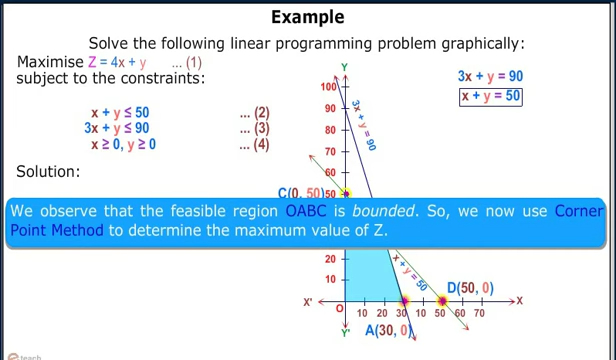 Example
Solve the following linear programming problem graphically:
Maximise Z = 4x + y ... (1)
subject to the constraints:
x + y ≤ 50 ... (2)
3x + y ≤ 90 ... (3)
x ≥ 0, y ≥ 0 ... (4)
Solution:
3x + y = 90
x + y = 50
Y
100
90
80
70
60
C(0, 50) 50
3x + y = 90
We observe that the feasible region OABC is bounded. So, we now use Corner
Point Method to determine the maximum value of Z.
20
10
x + y = 50
D(50, 0)
X' O X
10 20 30 40 50 60 70
Y' A(30, 0)
e teach